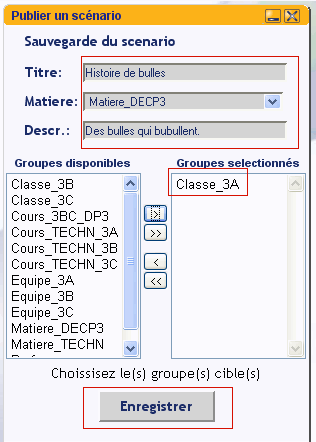 Publier un scénario
Sauvegarde du scenario
Titre: Histoire de bulles
Matiere: Matiere_DECP3
Descr.: Des bulles qui bubullent.
Groupes disponibles
Groupes selectionnés
Classe_3B
Classe_3C
Cours_3BC_DP3
Cours_TECHN_3A
Cours_TECHN_3B
Cours_TECHN_3C
Equipe_3A
Equipe_3B
Equipe_3C
Matiere_DECP3
Matiere_TECHN
>
>>
<
<<
Classe_3A
Choissisez le(s) groupe(s) cible(s)
Enregistrer